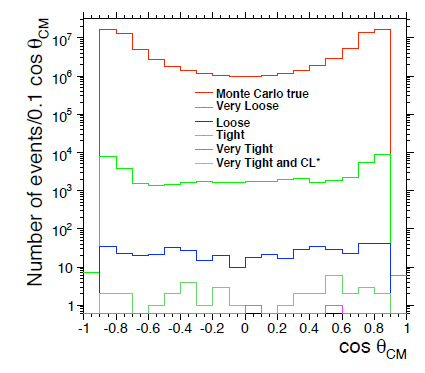 Number of events/0.1 cos θCM
10⁷
10⁶
10⁵
10⁴
10³
10²
10
1
Monte Carlo true
Very Loose
Loose
Tight
Very Tight
Very Tight and CL*
-1 -0.8 -0.6 -0.4 -0.2 0 0.2 0.4 0.6 0.8 1
cos θCM